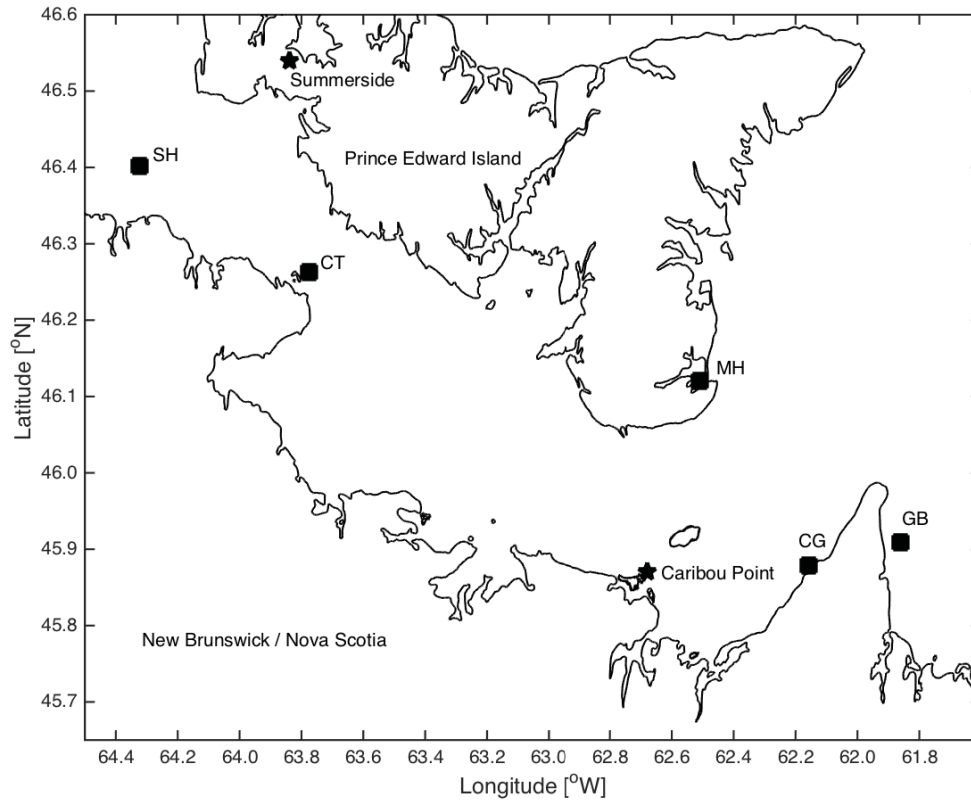 46.6
46.5
46.4
46.3
46.2
46.1
46.0
45.9
45.8
45.7
Latitude [°N]
Summerside
SH
Prince Edward Island
CT
MH
GB
CG
Caribou Point
New Brunswick / Nova Scotia
64.4 64.2 64.0 63.8 63.6 63.4 63.2 63.0 62.8 62.6 62.4 62.2 62.0 61.8
Longitude [°W]